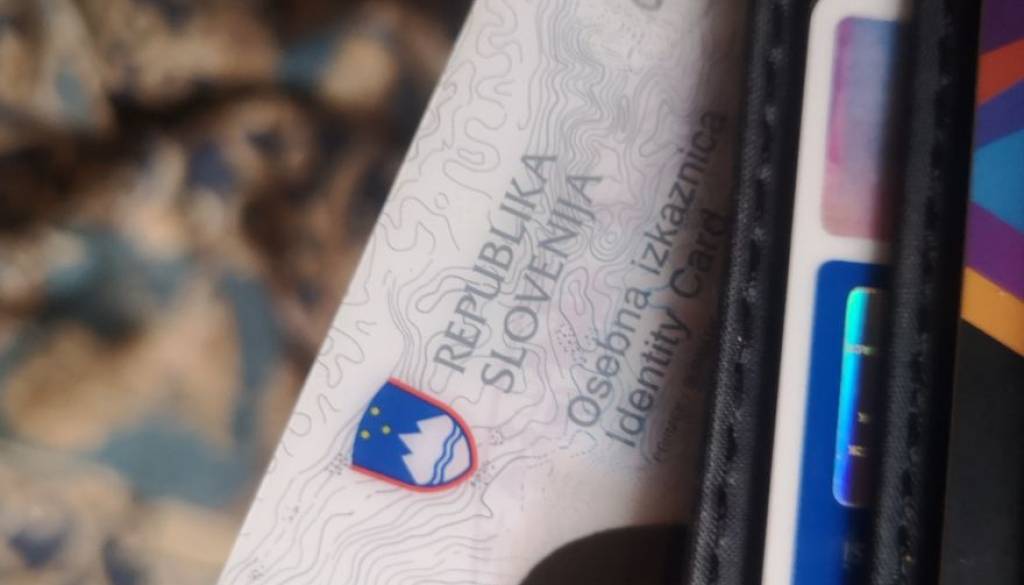 REPUBLIKA
SLOVENIJA
Osebna izkaznica
Identity Card